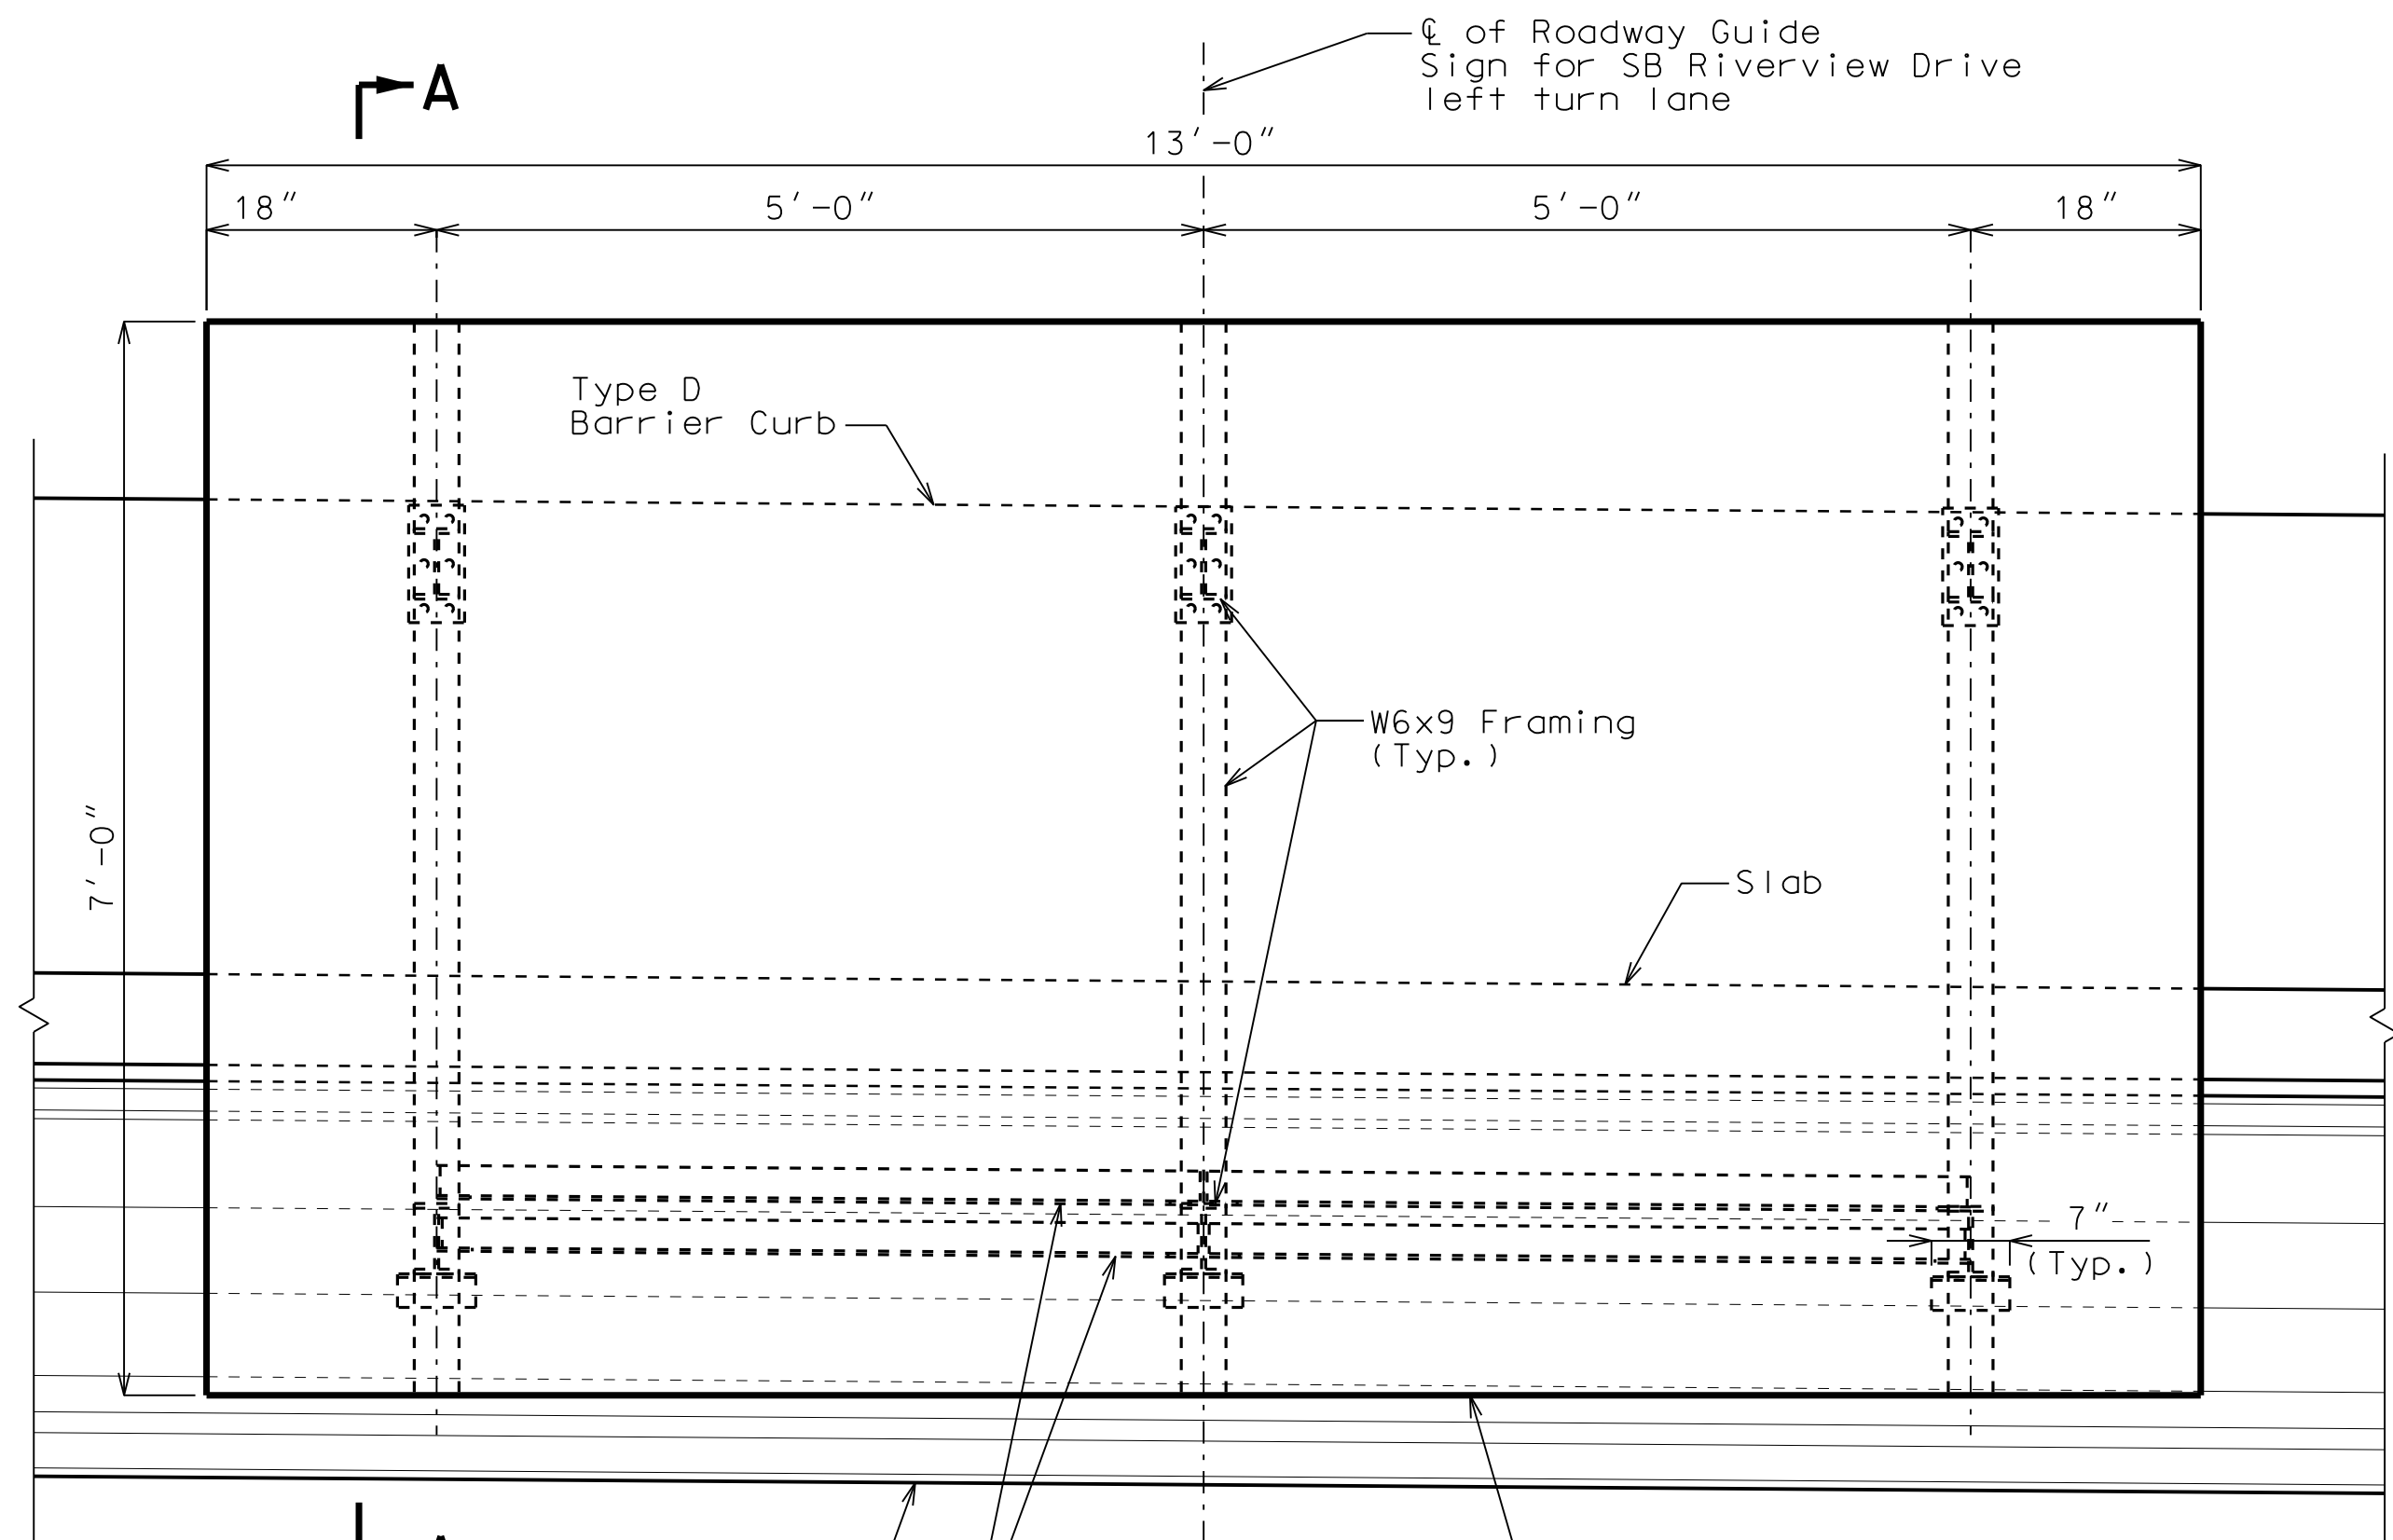 ℄ of Roadway Guide
Sign for SB Riverview Drive
left turn lane
A
13'-0"
18"
5'-0"
5'-0"
18"
Type D
Barrier Curb
W6x9 Framing
(Typ.)
7'-0"
Slab
7"
(Typ.)